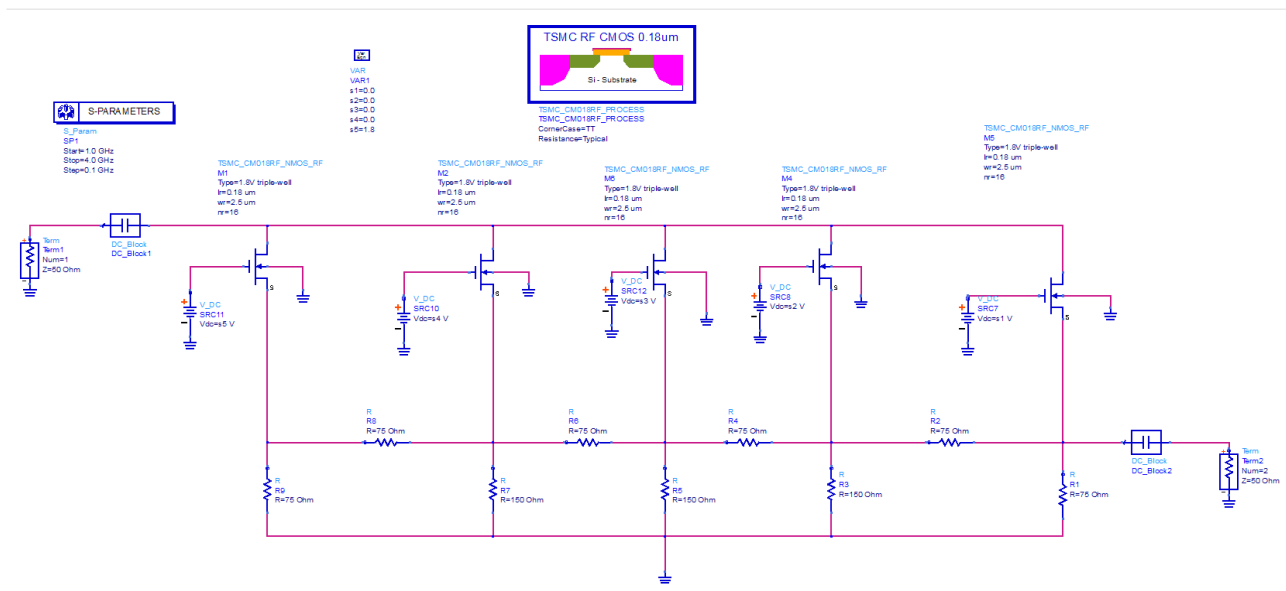 TSMC RF CMOS 0.18um
Si - Substrate
TSMC_CM018RF_PROCESS
TSMC_CM018RF_PROCESS
CornerCase=TT
Resistance=Typical
VAR
VAR1
s1=0.0
s2=0.0
s3=0.0
s4=0.0
s5=1.8
S-PARAMETERS
S_Param
SP1
Start=1.0 GHz
Stop=4.0 GHz
Step=0.1 GHz
TSMC_CM018RF_NMOS_RF
M1
Type=1.8V triple-well
lr=0.18 um
wr=2.5 um
nr=16
TSMC_CM018RF_NMOS_RF
M2
Type=1.8V triple-well
lr=0.18 um
wr=2.5 um
nr=16
TSMC_CM018RF_NMOS_RF
M6
Type=1.8V triple-well
lr=0.18 um
wr=2.5 um
nr=16
TSMC_CM018RF_NMOS_RF
M4
Type=1.8V triple-well
lr=0.18 um
wr=2.5 um
nr=16
TSMC_CM018RF_NMOS_RF
M5
Type=1.8V triple-well
lr=0.18 um
wr=2.5 um
nr=16
Term
Term1
Num=1
Z=50 Ohm
DC_Block
DC_Block1
V_DC
SRC11
Vdc=s5 V
S
V_DC
SRC10
Vdc=s4 V
S
V_DC
SRC12
Vdc=s3 V
S
V_DC
SRC8
Vdc=s2 V
S
V_DC
SRC7
Vdc=s1 V
S
R
R8
R=75 Ohm
R
R6
R=75 Ohm
R
R4
R=75 Ohm
R
R2
R=75 Ohm
DC_Block
DC_Block2
Term
Term2
Num=2
Z=50 Ohm
R
R9
R=75 Ohm
R
R7
R=150 Ohm
R
R5
R=150 Ohm
R
R3
R=150 Ohm
R
R1
R=75 Ohm